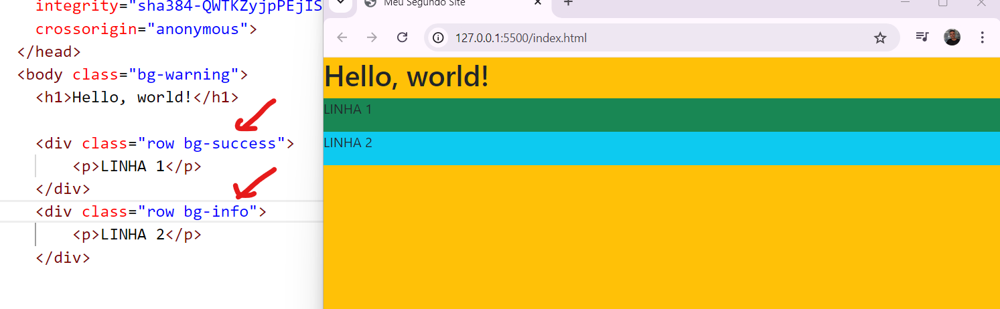 integrity="sha384-QWTKZyjpPEjIS
crossorigin="anonymous">
</head>
<body class="bg-warning">
<h1>Hello, world!</h1>
<div class="row bg-success">
<p>LINHA 1</p>
</div>
<div class="row bg-info">
<p>LINHA 2</p>
</div>
Meu Segundo Site
127.0.0.1:5500/index.html
Hello, world!
LINHA 1
LINHA 2